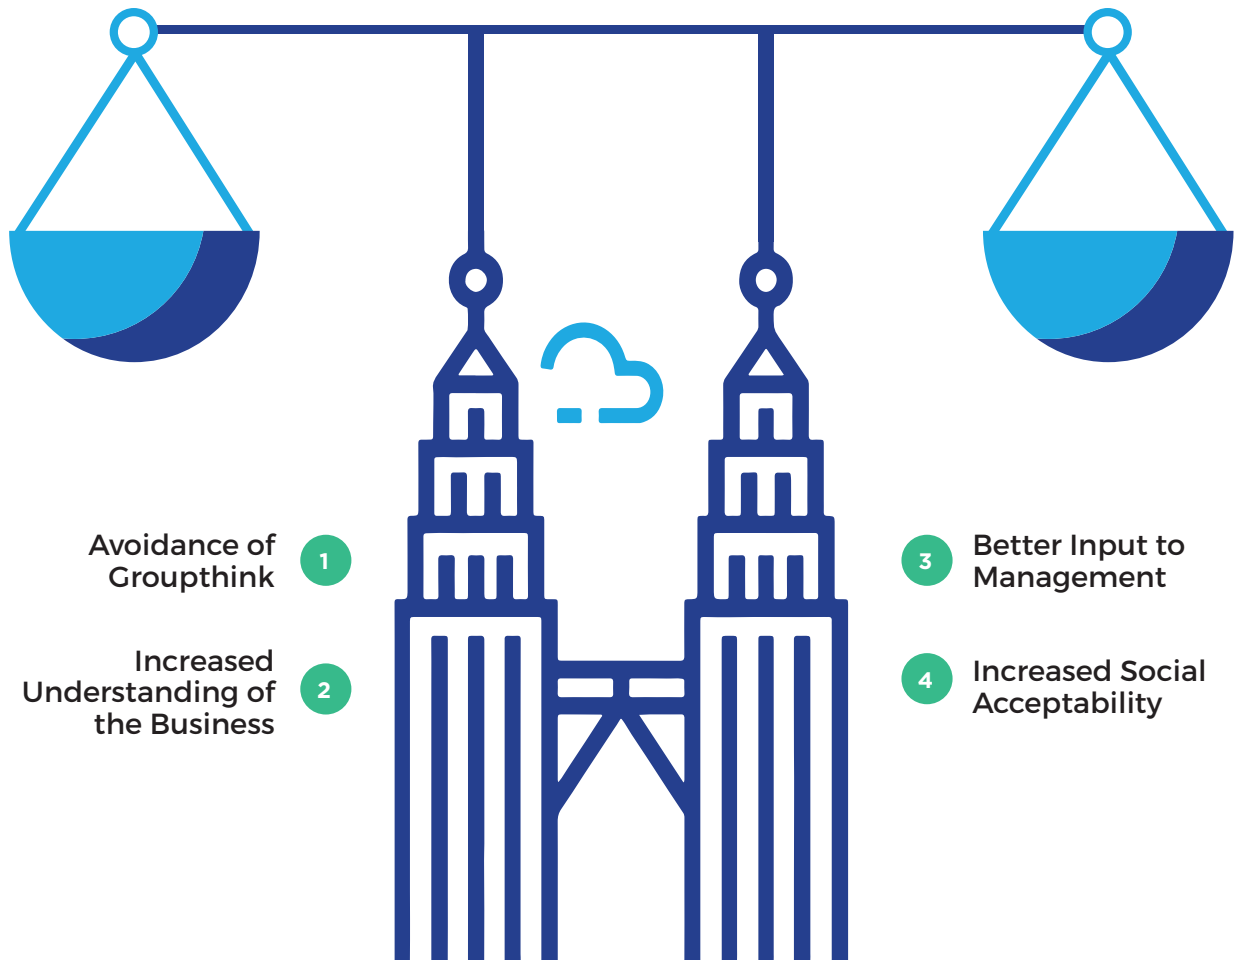 1
Avoidance of
Groupthink
2
Increased
Understanding of
the Business
3
Better Input to
Management
4
Increased Social
Acceptability